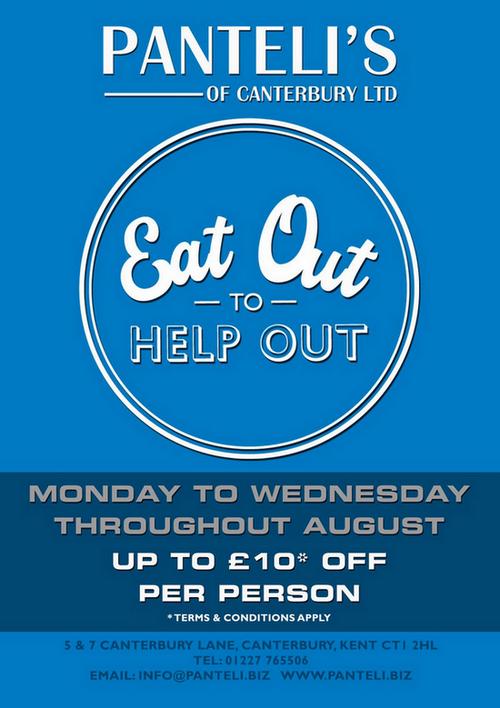 PANTELI'S
OF CANTERBURY LTD
Eat Out
TO
HELP OUT
MONDAY TO WEDNESDAY
THROUGHOUT AUGUST
UP TO £10* OFF
PER PERSON
*TERMS & CONDITIONS APPLY
5 & 7 CANTERBURY LANE, CANTERBURY, KENT CT1 2HL
TEL: 01227 765506
EMAIL: INFO@PANTELI.BIZ WWW.PANTELI.BIZ